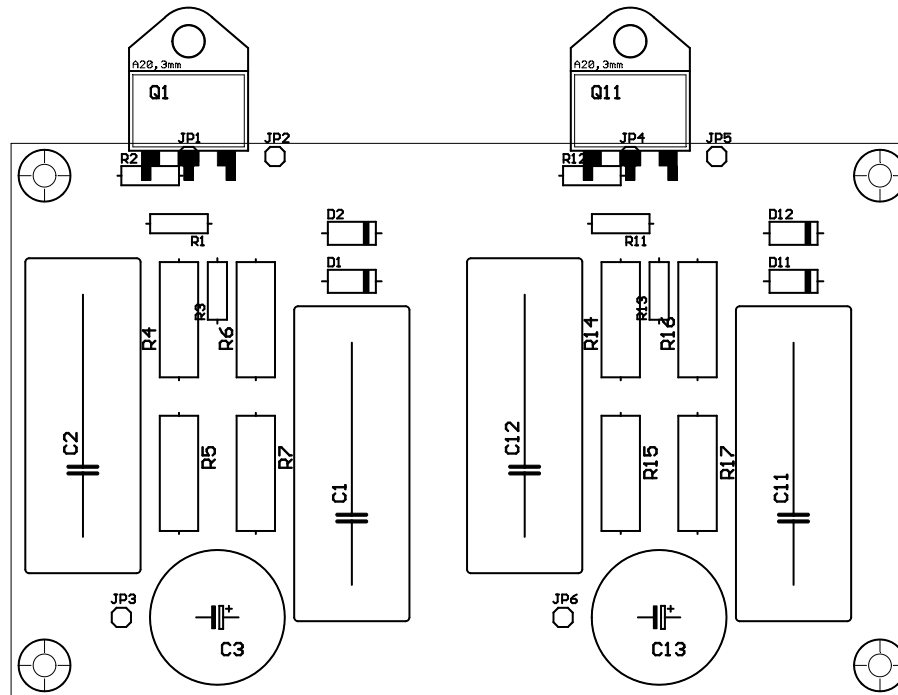 A20,3mm
A20,3mm
Q1
Q11
JP1
JP2
JP4
JP5
R2
R12
D2
D12
R1
R11
D1
D11
R3
R13
R4
R6
R14
R16
C2
R5
R7
C12
R15
R17
C1
C11
JP3
+
JP6
+
C3
C13